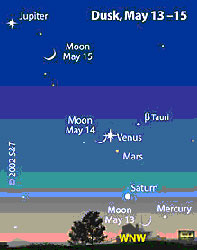 Dusk, May 13–15
Jupiter
Moon
May 15
β Tauri
Moon
May 14
Venus
Mars
© 2002 S&T
Saturn
Moon
May 13
Mercury
WNW